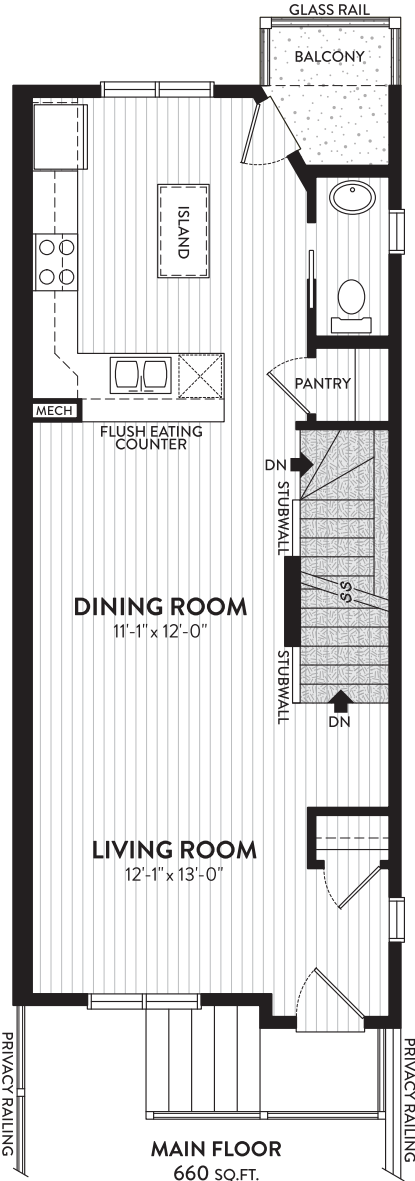 GLASS RAIL
BALCONY
ISLAND
PANTRY
MECH
FLUSH EATING
COUNTER
DN
STUBWALL
SS
DINING ROOM
11'-1" x 12'-0"
STUBWALL
DN
LIVING ROOM
12'-1" x 13'-0"
PRIVACY RAILING
PRIVACY RAILING
MAIN FLOOR
660 SQ.FT.